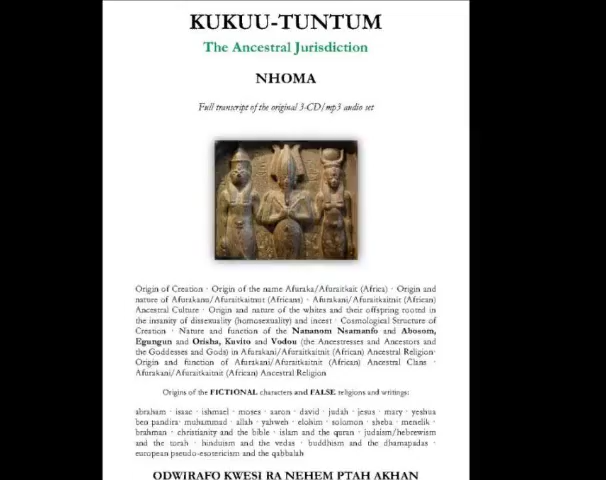 KUKUU-TUNTUM
The Ancestral Jurisdiction
NHOMA
Full transcript of the original 3-CD/mp3 audio set
Origin of Creation · Origin of the name Afuraka/Afuraitkait (Africa) · Origin and
nature of Afurakanu/Afuraitkaitnut (Africans) · Afurakani/Afuraitkaitnit (African)
Ancestral Culture · Origin and nature of the whites and their offspring rooted in
the insanity of dissexuality (homosexuality) and incest · Cosmological Structure of
Creation · Nature and function of the Nananom Nsamanfo and Abosom,
Egungun and Orisha, Kuvito and Vodou (the Ancestresses and Ancestors and
the Goddesses and Gods) in Afurakani/Afuraitkaitnit (African) Ancestral Religion·
Origin and function of Afurakani/Afuraitkaitnit (African) Ancestral Clans ·
Afurakani/Afuraitkaitnit (African) Ancestral Religion
Origins of the FICTIONAL characters and FALSE religions and writings:
abraham · isaac · ishmael · moses · aaron · david · judah · jesus · mary · yeshua
ben pandira· muhammad · allah · yahweh · elohim · solomon · sheba · menelik ·
brahman · christianity and the bible · islam and the quran · judaism/hebrewism
and the torah · hinduism and the vedas · buddhism and the dhamapadas ·
european pseudo-esotericism and the qabbalah
ODWIRAFO KWESI RA NEHEM PTAH AKHAN